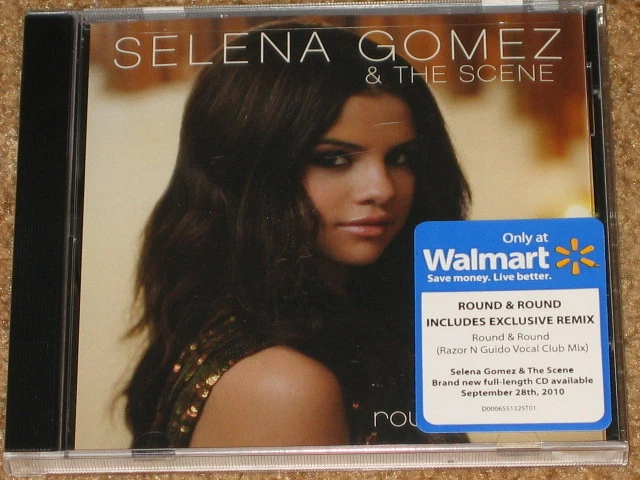 SELENA GOMEZ
& THE SCENE
Only at
Walmart
Save money. Live better.
ROUND & ROUND
INCLUDES EXCLUSIVE REMIX
Round & Round
(Razor N Guido Vocal Club Mix)
Selena Gomez & The Scene
Brand new full-length CD available
September 28th, 2010
rou